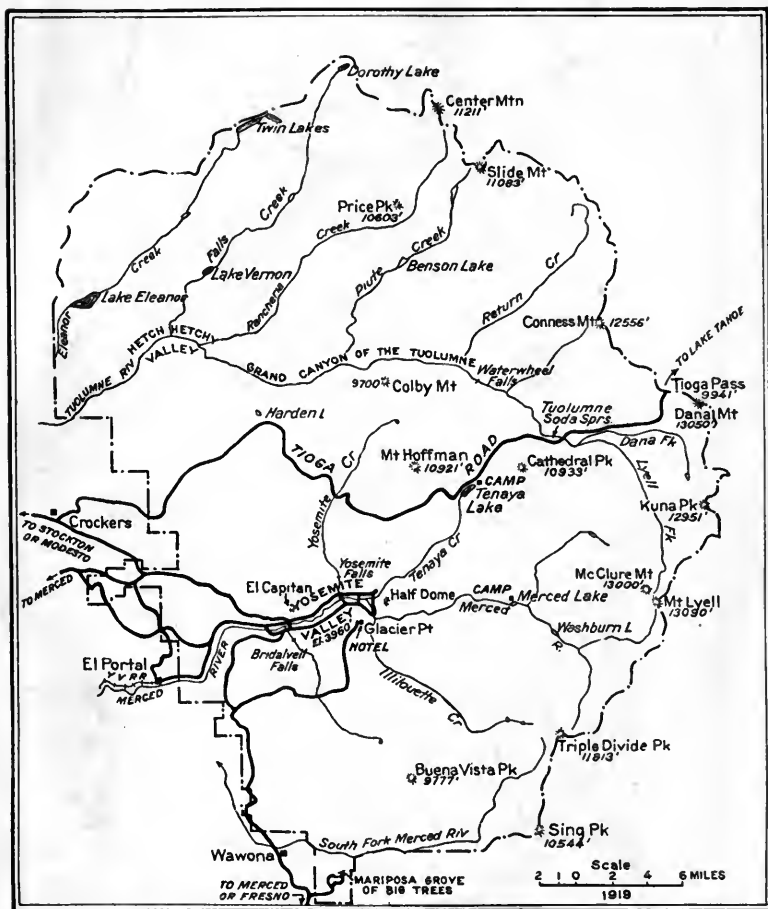 Dorothy Lake
Center Mtn
11211'
Twin Lakes
Slide Mt
11083'
Price Pk
10603'
Creek
Creek
Creek
Creek
Falls
Lake Vernon
Rancheria
Piute
Benson Lake
Return
Cr
Lake Eleanor
Eleanor
Conness Mt 12556'
TO LAKE TAHOE
HETCH HETCHY
VALLEY
TUOLUMNE RIV
GRAND CANYON OF THE TUOLUMNE
Waterwheel
Falls
9700' Colby Mt
Tioga Pass
9941'
Dana Mt
13050'
Harden L
Tuolumne
Soda Sprs.
Dana Fk
TIOGA
ROAD
Yosemite Cr
Mt Hoffman
10921'
Cathedral Pk
10933'
CAMP
Tenaya
Lake
Lyell
Fk
Kuna Pk
12951'
Crockers
TO STOCKTON
OR MODESTO
TO MERCED
Yosemite
Falls
Tenaya Cr
El Capitan
YOSEMITE
VALLEY
El. 3960
Half Dome
CAMP
Merced
Merced Lake
McClure Mt
13000'
Mt Lyell
13090'
Glacier Pt
HOTEL
Washburn L
R
El Portal
Y V R R
MERCED
RIVER
Bridalveil
Falls
Illilouette
Cr
Triple Divide Pk
11613'
Buena Vista Pk
9777'
Sing Pk
10544'
South Fork Merced Riv
Wawona
MARIPOSA GROVE
OF BIG TREES
TO MERCED
OR FRESNO
Scale
2 1 0 2 4 6 MILES
1919